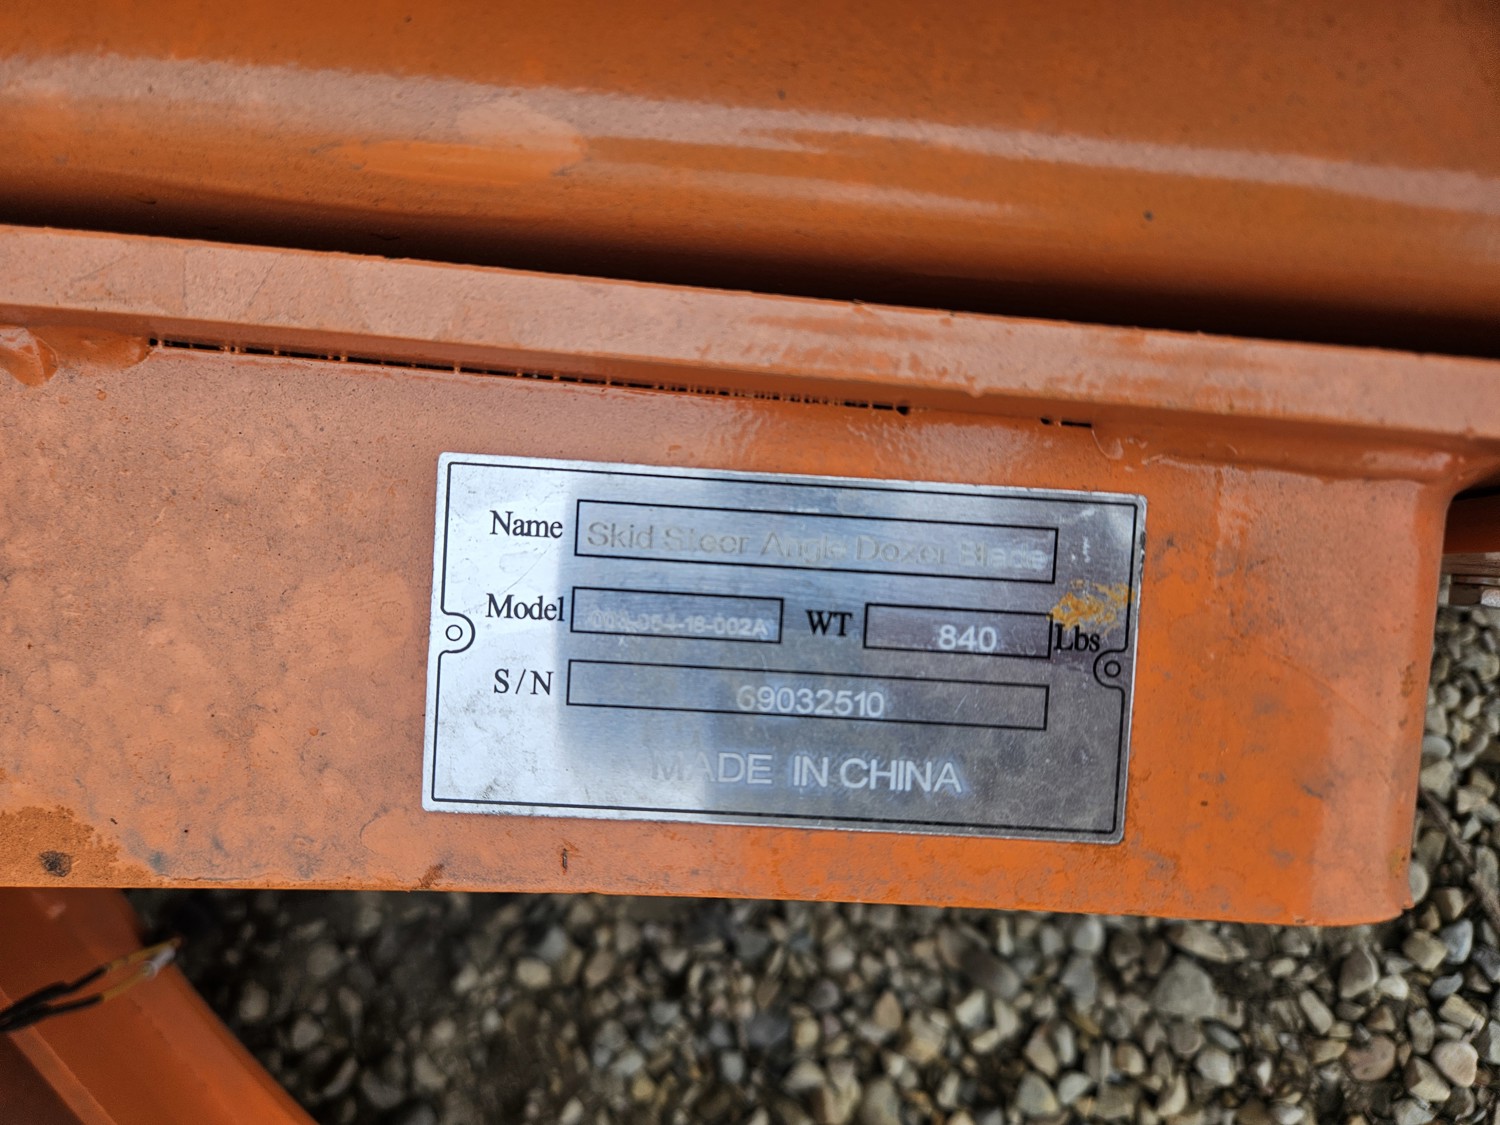 Name Skid Steer Angle Dozer Blade
Model WT 840 Lbs
S/N 69032510
MADE IN CHINA